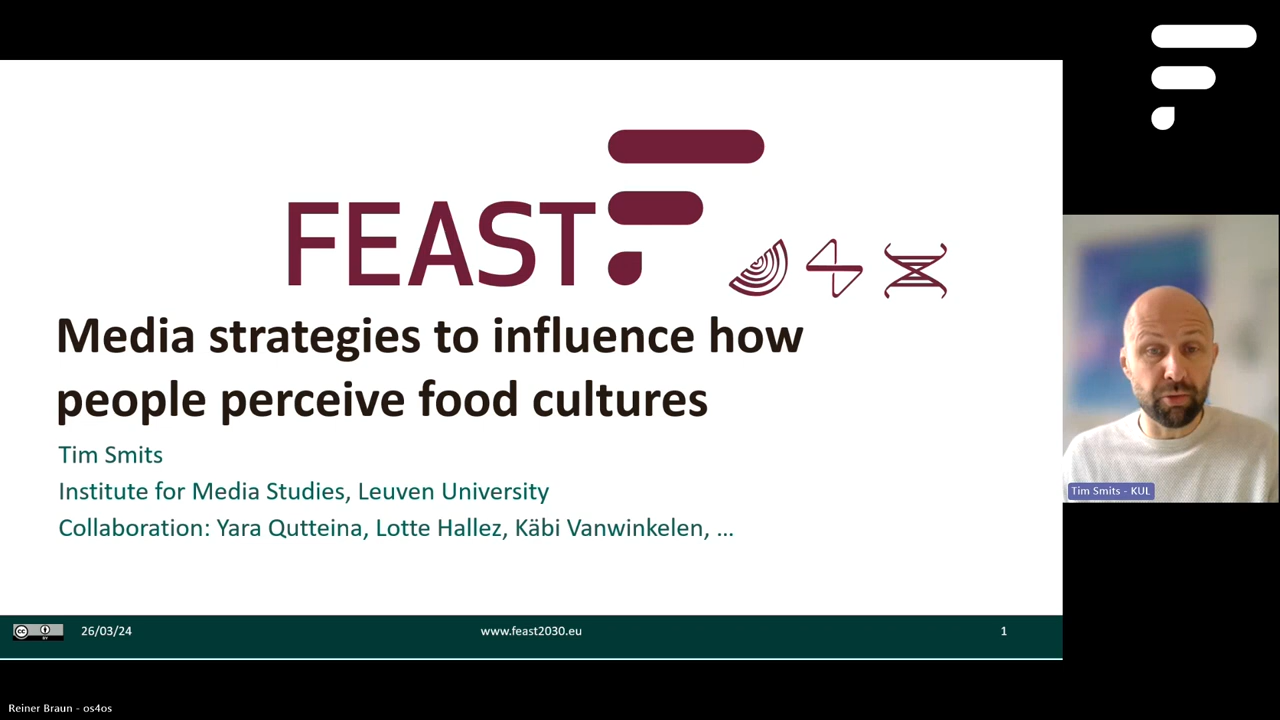 FEAST
Media strategies to influence how
people perceive food cultures
Tim Smits
Institute for Media Studies, Leuven University
Collaboration: Yara Qutteina, Lotte Hallez, Käbi Vanwinkelen, ...
cc BY 26/03/24 www.feast2030.eu 1
Tim Smits - KUL
Reiner Braun - os4os